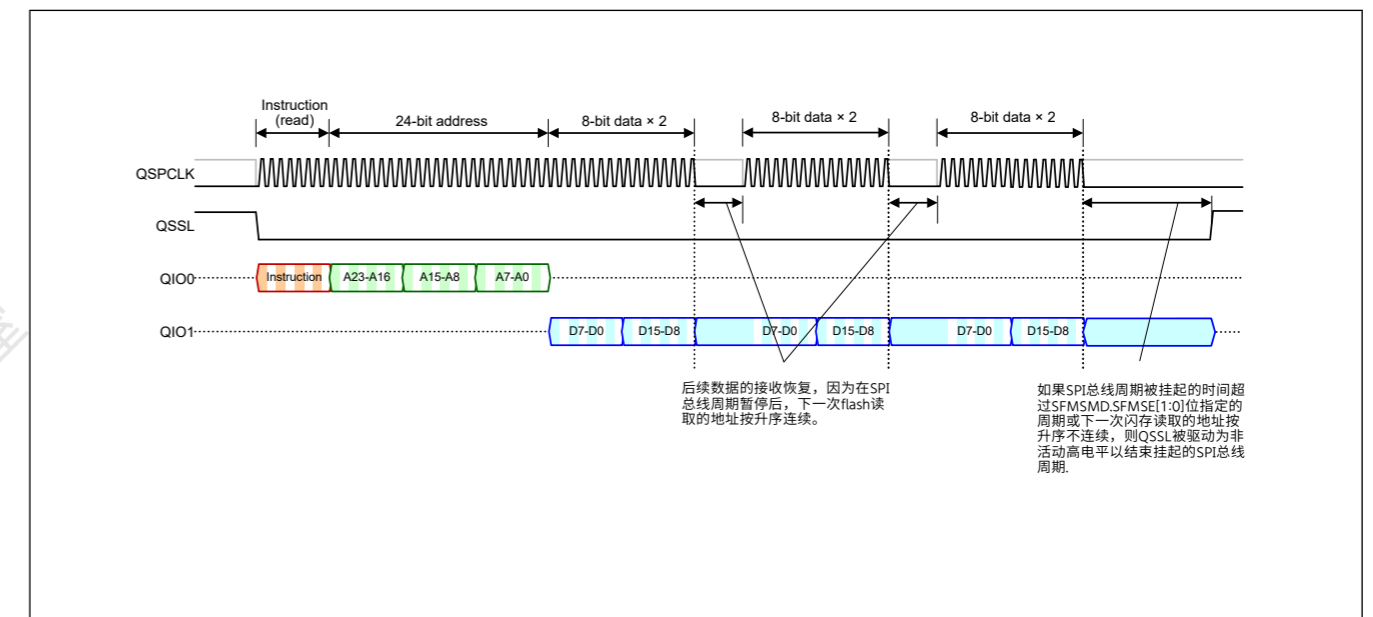 Instruction
(read)
24-bit address
8-bit data × 2
8-bit data × 2
8-bit data × 2
QSPCLK
QSSL
QIO0
Instruction
A23-A16
A15-A8
A7-A0
QIO1
D7-D0
D15-D8
D7-D0
D15-D8
D7-D0
D15-D8
后续数据的接收恢复，因为在SPI
总线周期暂停后，下一次flash读
取的地址按升序连续。
如果SPI总线周期被挂起的时间超
过SFMSMD.SFMSE[1:0]位指定的
周期或下一次闪存读取的地址按
升序不连续，则QSSL被驱动为非
活动高电平以结束挂起的SPI总线
周期.